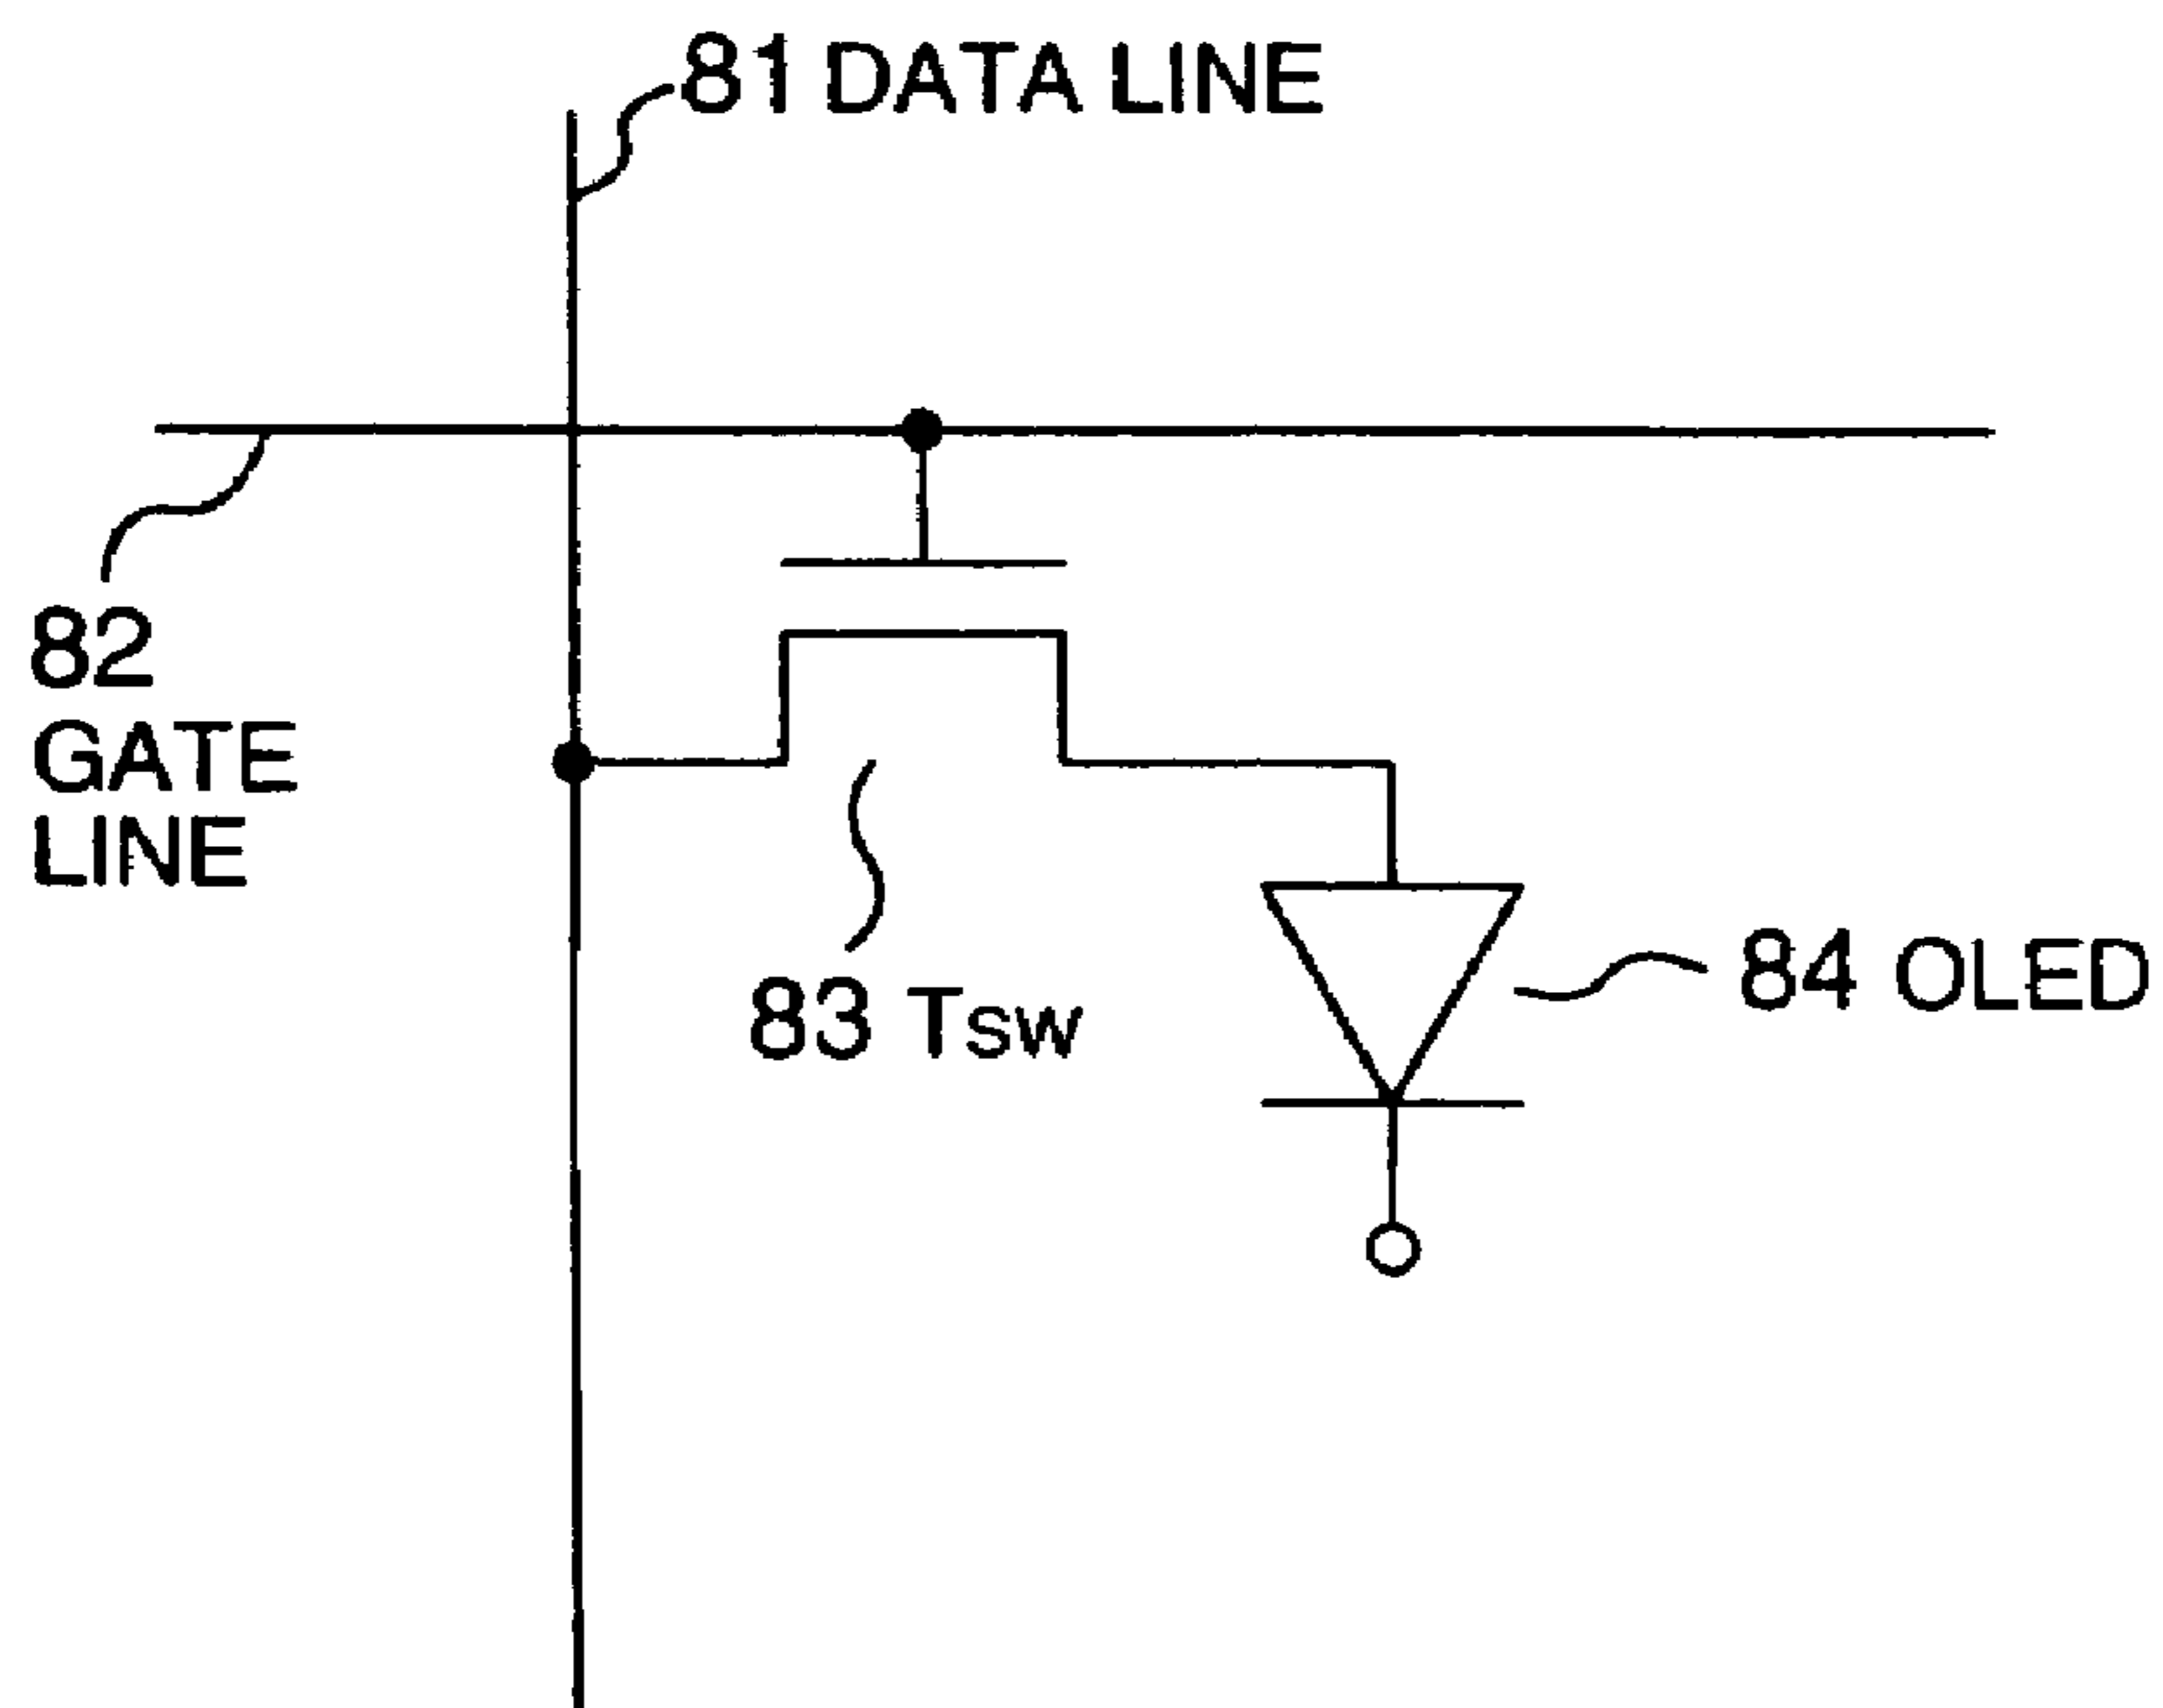 81 DATA LINE
82
GATE
LINE
83 TSW
84 OLED